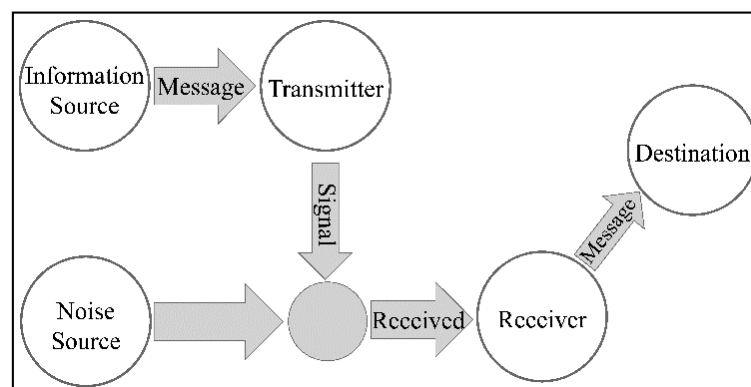 Information
Source
Message
Transmitter
Signal
Destination
Message
Noise
Source
Received
Receiver